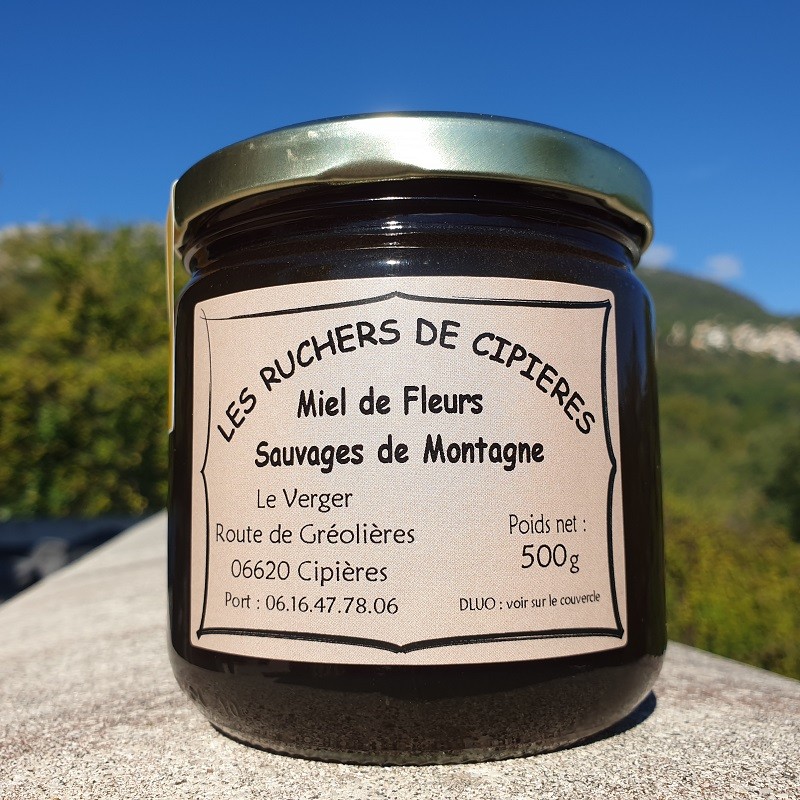 LES RUCHERS DE CIPIERES
Miel de Fleurs
Sauvages de Montagne
Le Verger
Route de Gréolières
06620 Cipières
Port : 06.16.47.78.06
Poids net :
500g
DLUO : voir sur le couvercle